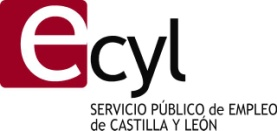 ecyl
SERVICIO PÚBLICO de EMPLEO
de CASTILLA Y LEÓN